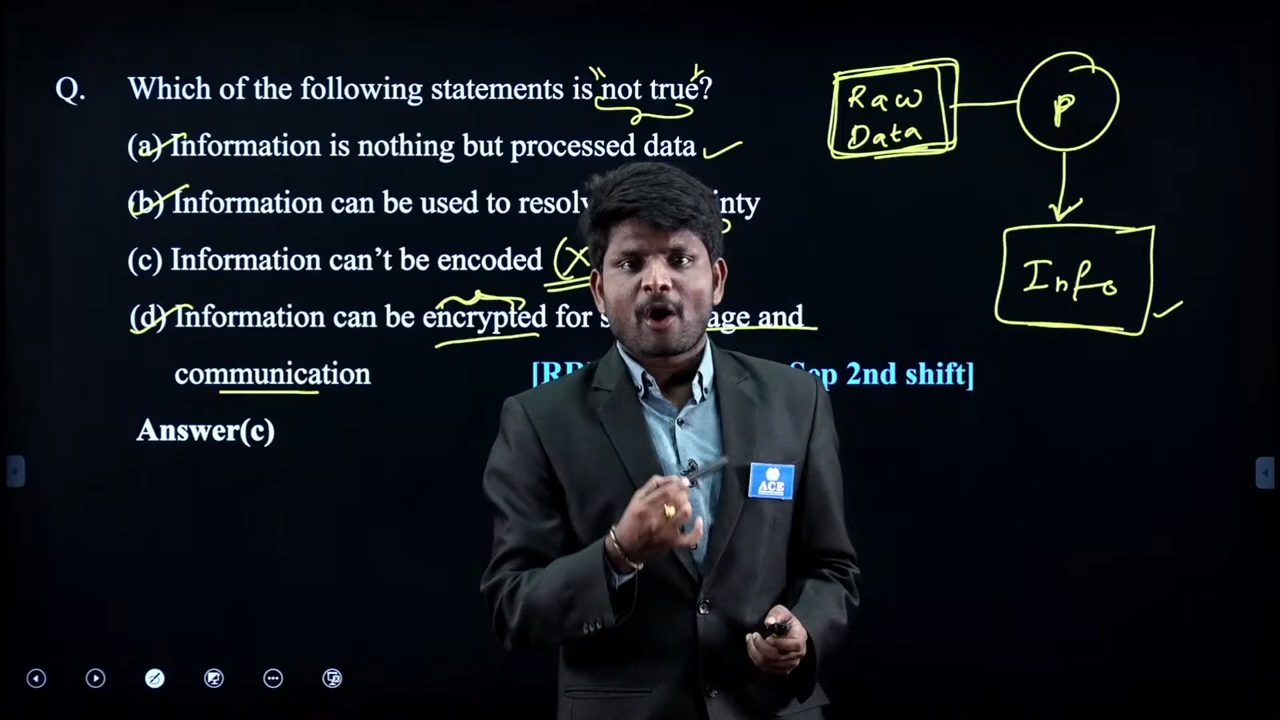 Q. Which of the following statements is not true?
(a) Information is nothing but processed data
(b) Information can be used to resolv inty
(c) Information can't be encoded (x
(d) Information can be encrypted for s age and
communication [RR Sep 2nd shift]
Answer(c)
Raw
Data
p
Info
ACE